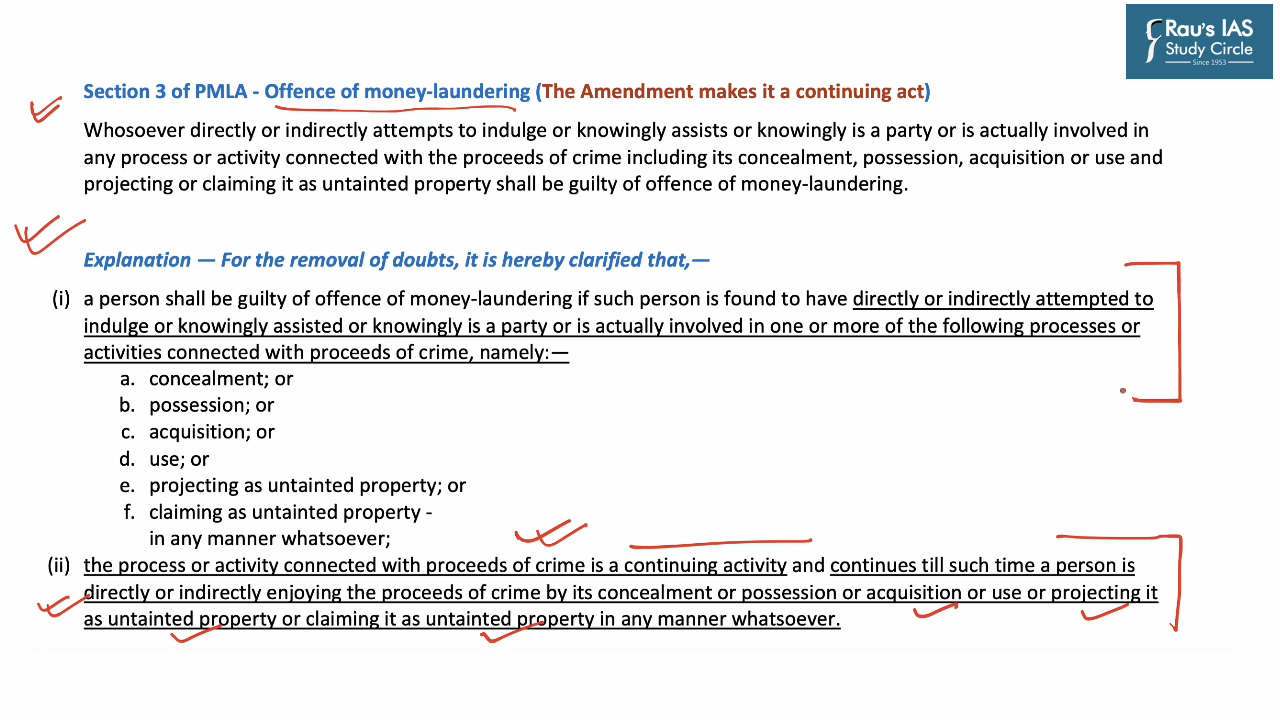 Rau's IAS
Study Circle
Since 1953
Section 3 of PMLA - Offence of money-laundering (The Amendment makes it a continuing act)
Whosoever directly or indirectly attempts to indulge or knowingly assists or knowingly is a party or is actually involved in
any process or activity connected with the proceeds of crime including its concealment, possession, acquisition or use and
projecting or claiming it as untainted property shall be guilty of offence of money-laundering.
Explanation — For the removal of doubts, it is hereby clarified that,—
(i) a person shall be guilty of offence of money-laundering if such person is found to have directly or indirectly attempted to
indulge or knowingly assisted or knowingly is a party or is actually involved in one or more of the following processes or
activities connected with proceeds of crime, namely:—
a. concealment; or
b. possession; or
c. acquisition; or
d. use; or
e. projecting as untainted property; or
f. claiming as untainted property -
in any manner whatsoever;
(ii) the process or activity connected with proceeds of crime is a continuing activity and continues till such time a person is
directly or indirectly enjoying the proceeds of crime by its concealment or possession or acquisition or use or projecting it
as untainted property or claiming it as untainted property in any manner whatsoever.